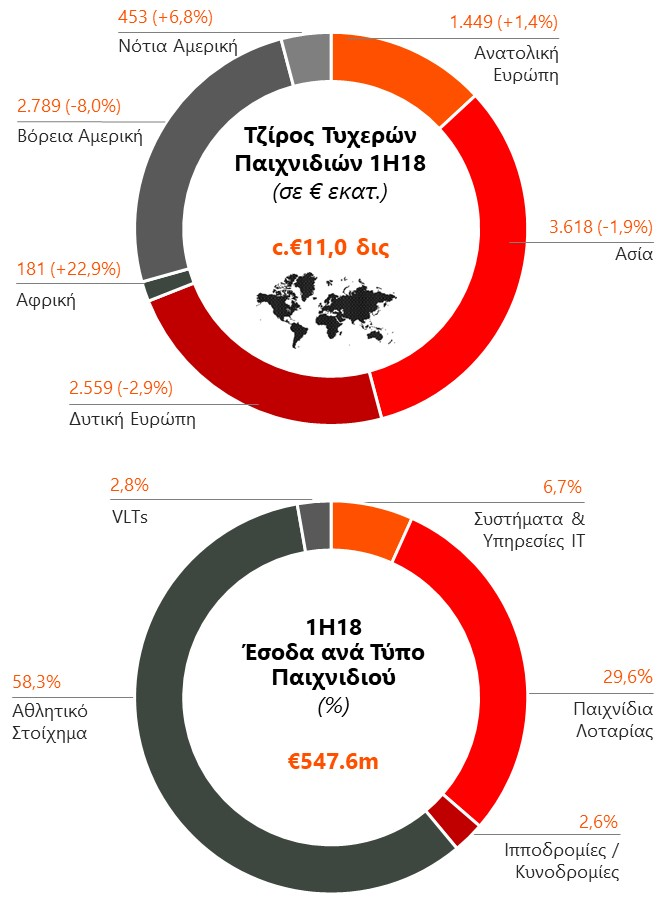 453 (+6,8%)
Νότια Αμερική
1.449 (+1,4%)
Ανατολική
Ευρώπη
2.789 (-8,0%)
Βόρεια Αμερική
Τζίρος Τυχερών
Παιχνιδιών 1H18
(σε € εκατ.)
c.€11,0 δις
3.618 (-1,9%)
Ασία
181 (+22,9%)
Αφρική
2.559 (-2,9%)
Δυτική Ευρώπη
2,8%
VLTs
6,7%
Συστήματα &
Υπηρεσίες IT
1H18
Έσοδα ανά Τύπο
Παιχνιδιού
(%)
€547.6m
58,3%
Αθλητικό
Στοίχημα
29,6%
Παιχνίδια
Λοταρίας
2,6%
Ιπποδρομίες /
Κυνοδρομίες